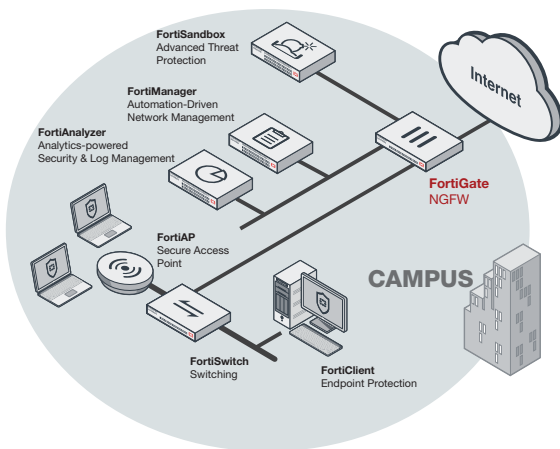 FortiSandbox
Advanced Threat
Protection
FortiManager
Automation-Driven
Network Management
FortiAnalyzer
Analytics-powered
Security & Log Management
Internet
FortiGate
NGFW
FortiAP
Secure Access
Point
CAMPUS
FortiSwitch
Switching
FortiClient
Endpoint Protection